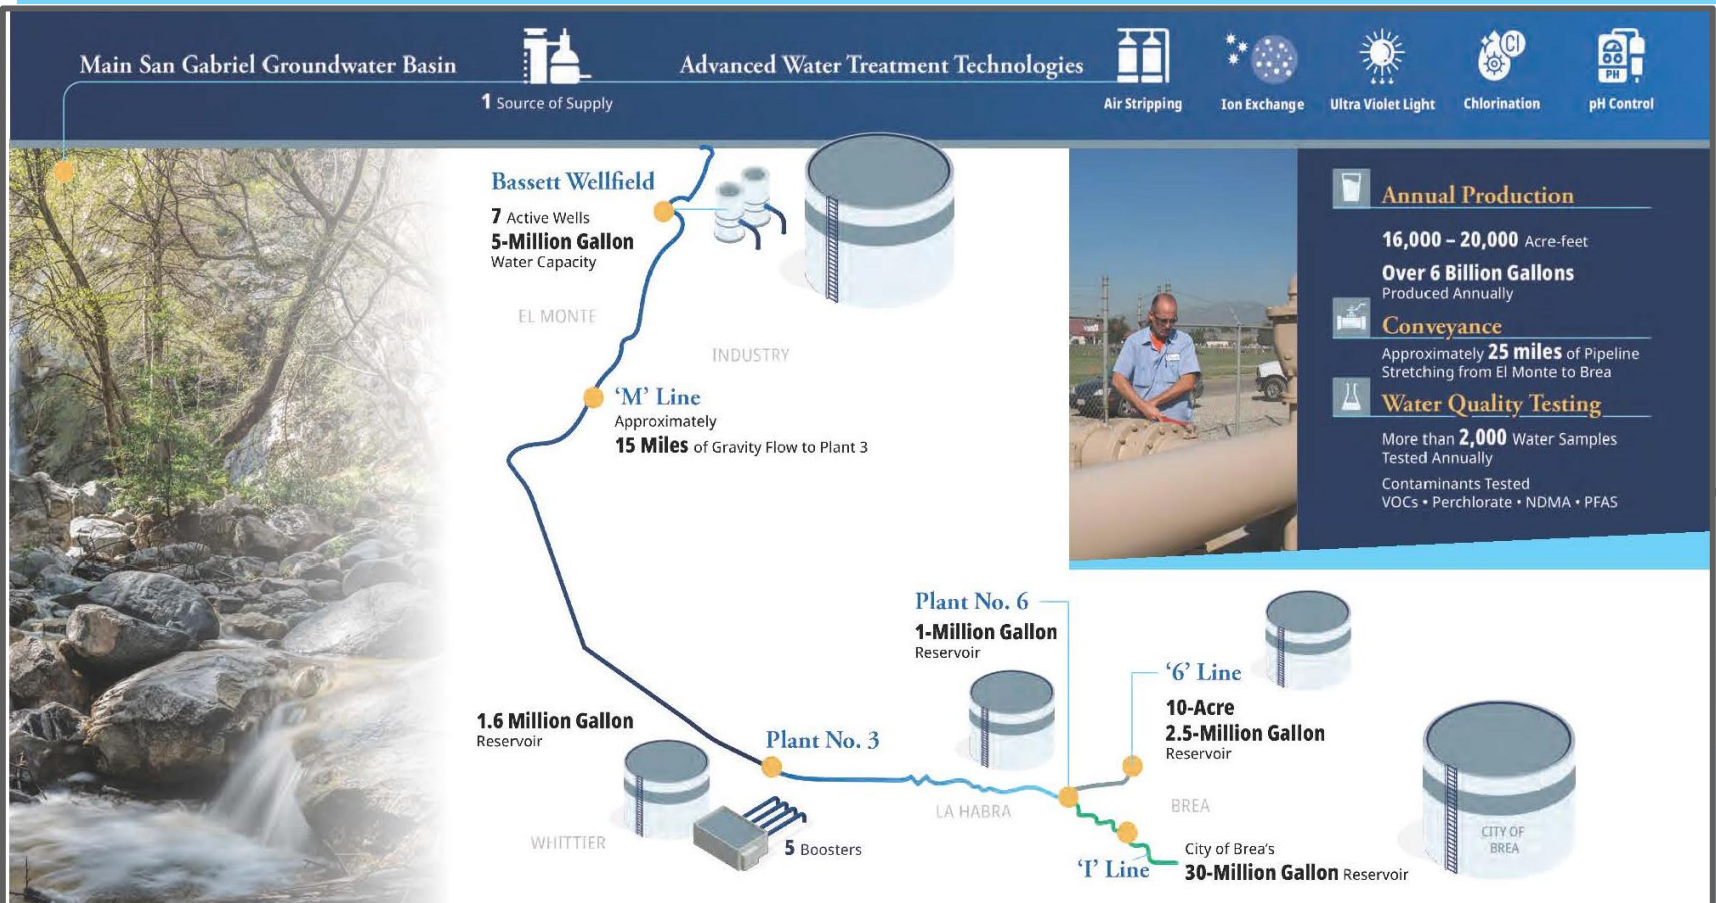 Main San Gabriel Groundwater Basin
1 Source of Supply
Advanced Water Treatment Technologies
Air Stripping
Ion Exchange
Ultra Violet Light
Cl
Chlorination
PH
pH Control
Bassett Wellfield
7 Active Wells
5-Million Gallon
Water Capacity
EL MONTE
INDUSTRY
'M' Line
Approximately
15 Miles of Gravity Flow to Plant 3
Annual Production
16,000 – 20,000 Acre-feet
Over 6 Billion Gallons
Produced Annually
Conveyance
Approximately 25 miles of Pipeline
Stretching from El Monte to Brea
Water Quality Testing
More than 2,000 Water Samples
Tested Annually
Contaminants Tested
VOCs • Perchlorate • NDMA • PFAS
1.6 Million Gallon
Reservoir
Plant No. 3
WHITTIER
5 Boosters
Plant No. 6
1-Million Gallon
Reservoir
LA HABRA
'6' Line
10-Acre
2.5-Million Gallon
Reservoir
BREA
'I' Line
City of Brea's
30-Million Gallon Reservoir
CITY OF
BREA